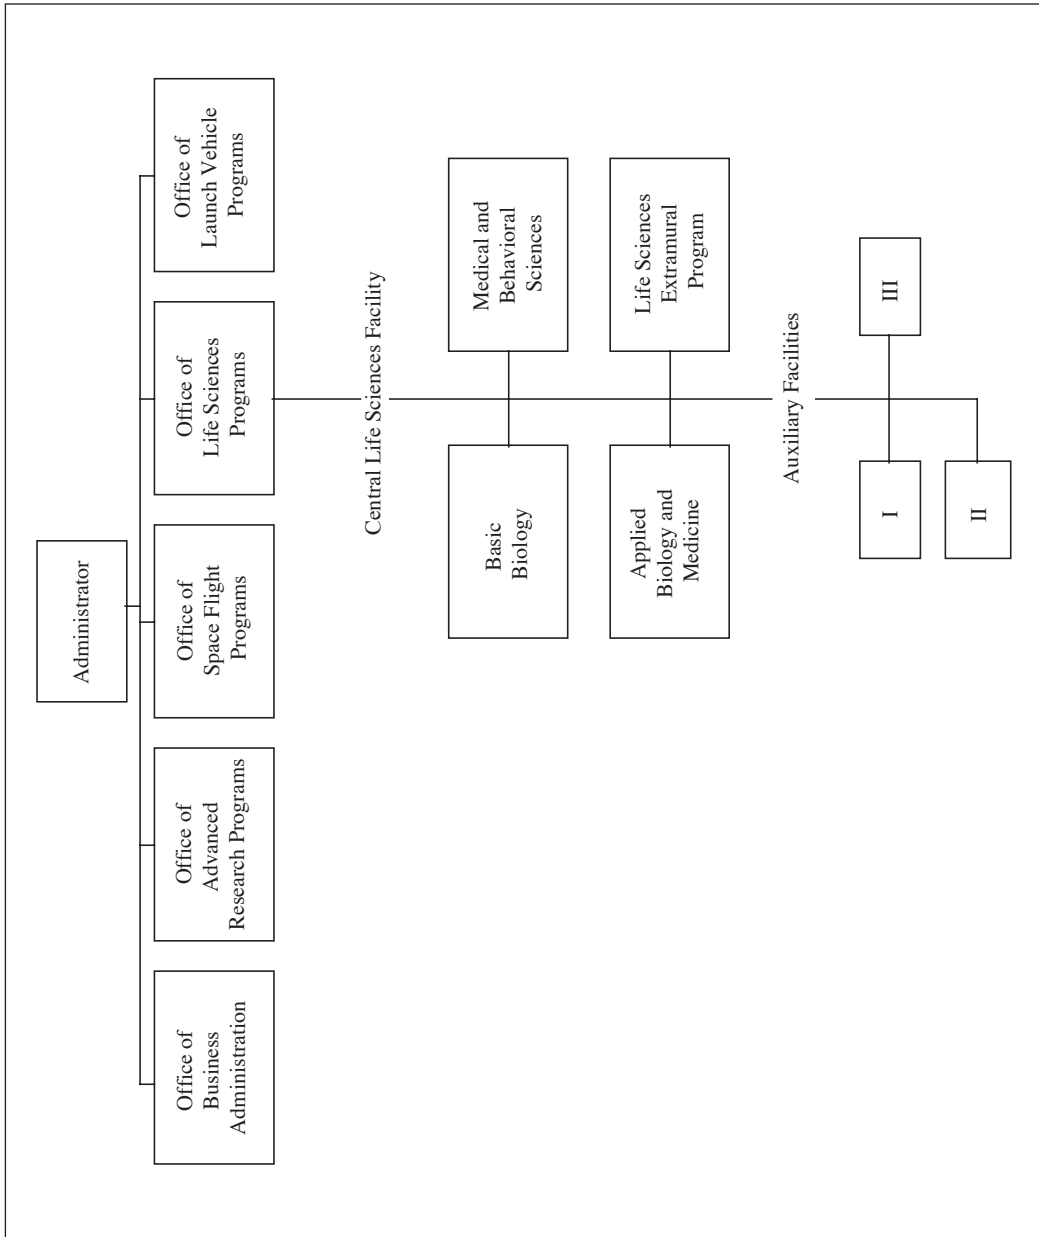 Administrator
Office of
Business
Administration
Office of
Advanced
Research Programs
Office of
Space Flight
Programs
Office of
Life Sciences
Programs
Office of
Launch Vehicle
Programs
Central Life Sciences Facility
Basic
Biology
Medical and
Behavioral
Sciences
Applied
Biology and
Medicine
Life Sciences
Extramural
Program
Auxiliary Facilities
I
III
II